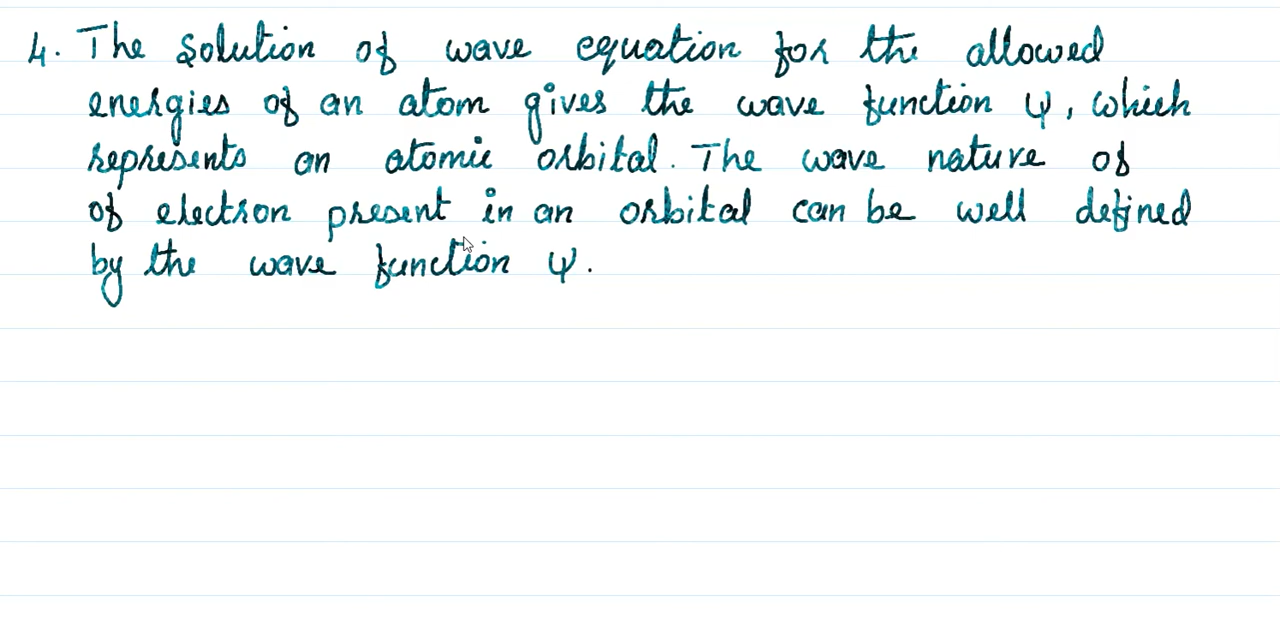 4. The solution of wave equation for the allowed
energies of an atom gives the wave function ψ, which
represents an atomic orbital. The wave nature of
of electron present in an orbital can be well defined
by the wave function ψ.